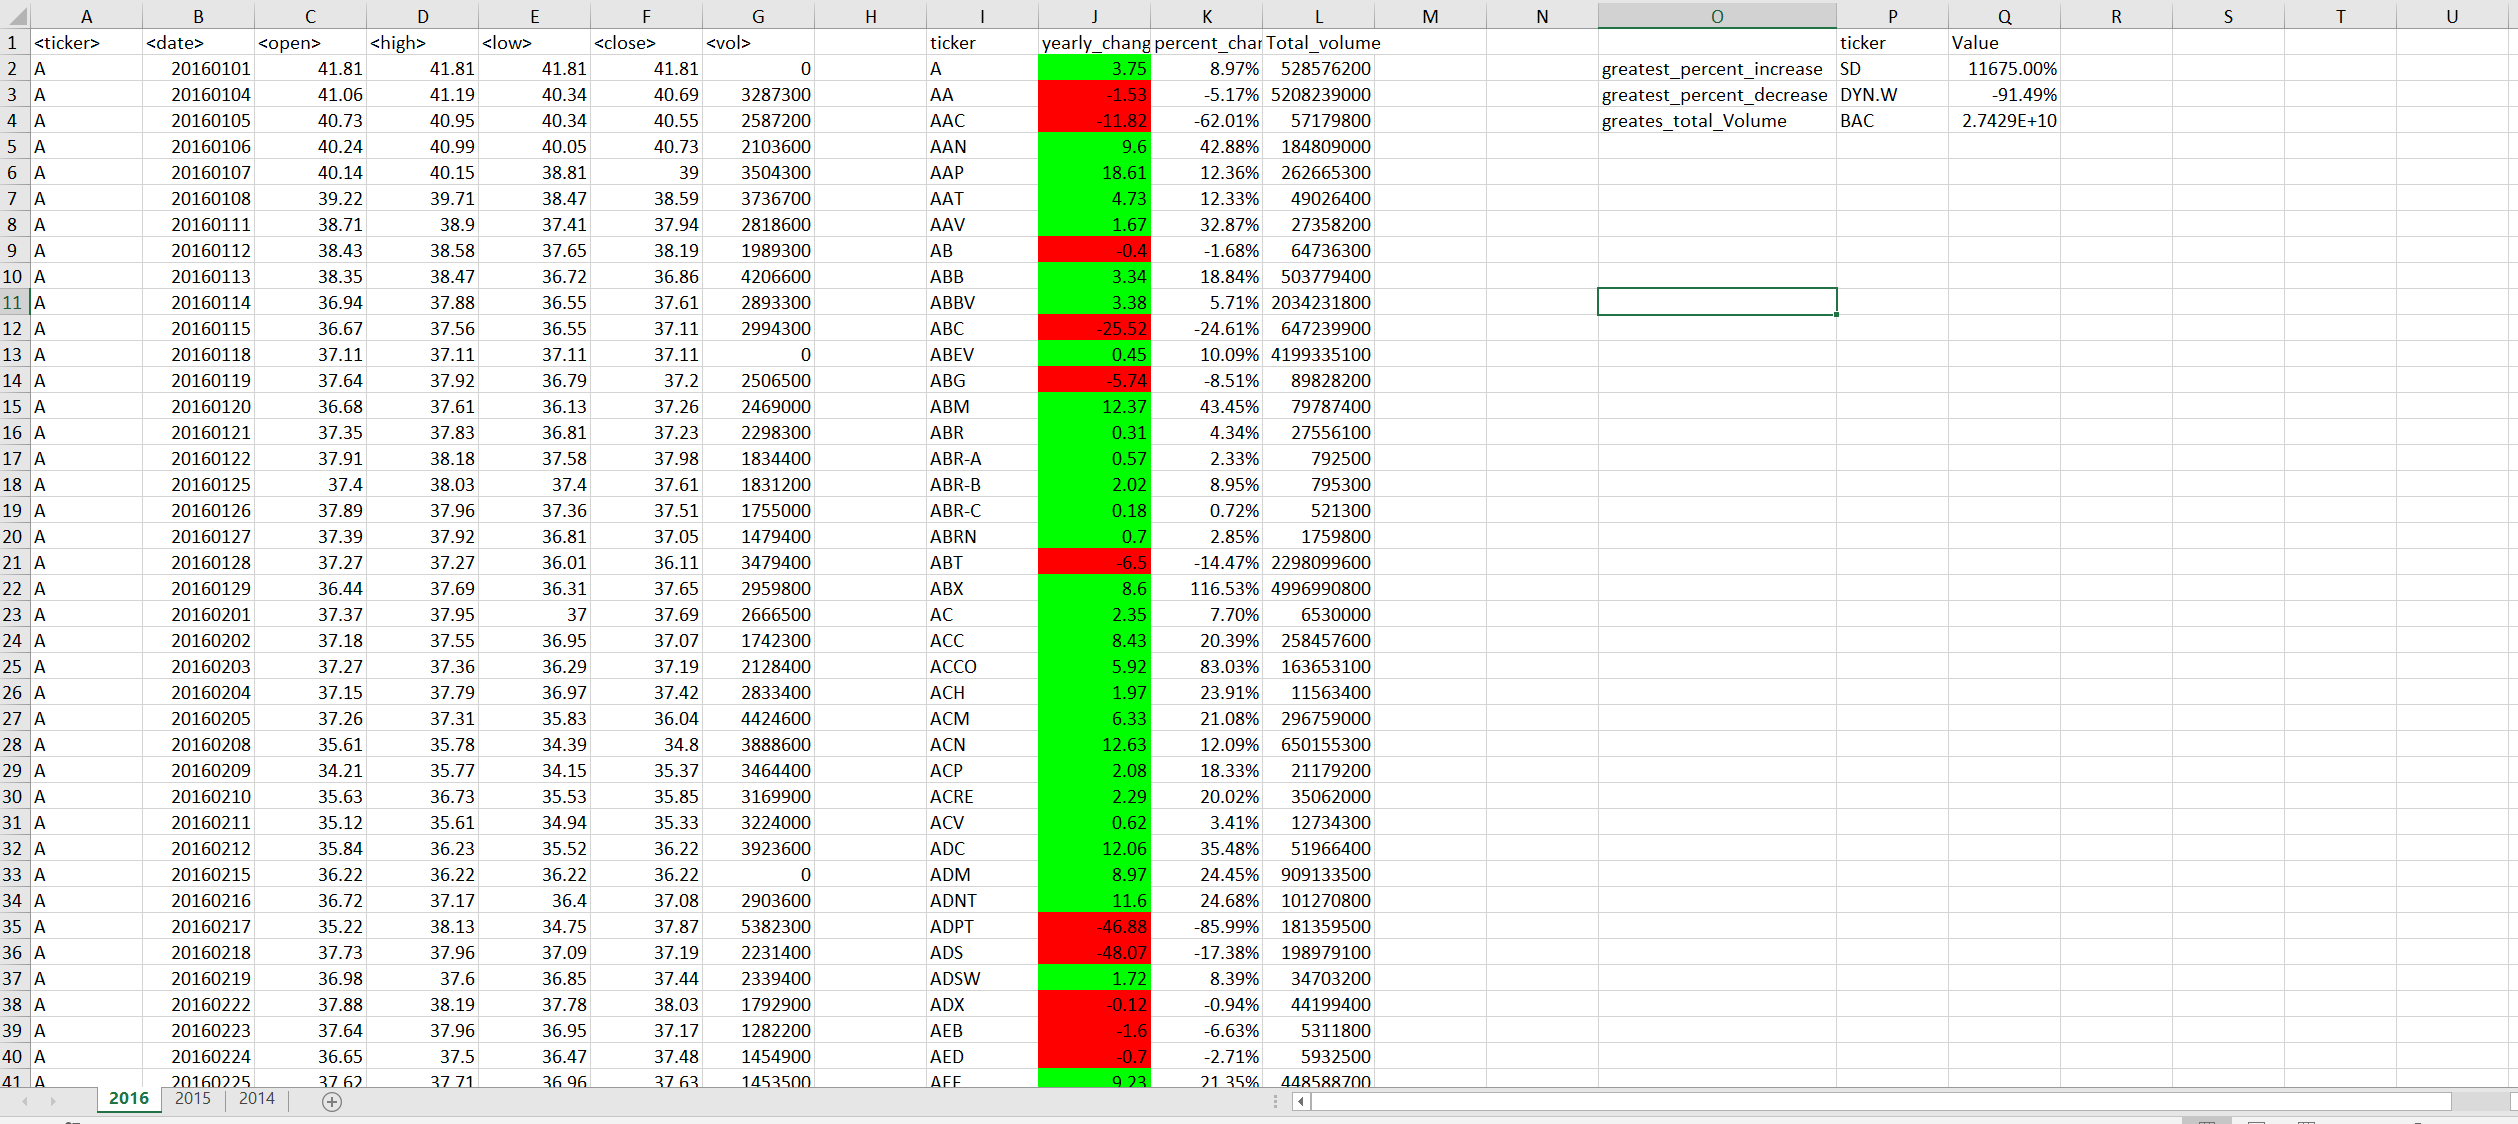 A B C D E F G H I J K L M N O P Q R S T U
1 <ticker> <date> <open> <high> <low> <close> <vol> ticker yearly_chang percent_char Total_volume ticker Value
2 A 20160101 41.81 41.81 41.81 41.81 0 A 3.75 8.97% 528576200 greatest_percent_increase SD 11675.00%
3 A 20160104 41.06 41.19 40.34 40.69 3287300 AA -1.53 -5.17% 5208239000 greatest_percent_decrease DYN.W -91.49%
4 A 20160105 40.73 40.95 40.34 40.55 2587200 AAC -11.82 -62.01% 57179800 greates_total_Volume BAC 2.7429E+10
5 A 20160106 40.24 40.99 40.05 40.73 2103600 AAN 9.6 42.88% 184809000
6 A 20160107 40.14 40.15 38.81 39 3504300 AAP 18.61 12.36% 262665300
7 A 20160108 39.22 39.71 38.47 38.59 3736700 AAT 4.73 12.33% 49026400
8 A 20160111 38.71 38.9 37.41 37.94 2818600 AAV 1.67 32.87% 27358200
9 A 20160112 38.43 38.58 37.65 38.19 1989300 AB -0.4 -1.68% 64736300
10 A 20160113 38.35 38.47 36.72 36.86 4206600 ABB 3.34 18.84% 503779400
11 A 20160114 36.94 37.88 36.55 37.61 2893300 ABBV 3.38 5.71% 2034231800
12 A 20160115 36.67 37.56 36.55 37.11 2994300 ABC -25.52 -24.61% 647239900
13 A 20160118 37.11 37.11 37.11 37.11 0 ABEV 0.45 10.09% 4199335100
14 A 20160119 37.64 37.92 36.79 37.2 2506500 ABG -5.74 -8.51% 89828200
15 A 20160120 36.68 37.61 36.13 37.26 2469000 ABM 12.37 43.45% 79787400
16 A 20160121 37.35 37.83 36.81 37.23 2298300 ABR 0.31 4.34% 27556100
17 A 20160122 37.91 38.18 37.58 37.98 1834400 ABR-A 0.57 2.33% 792500
18 A 20160125 37.4 38.03 37.4 37.61 1831200 ABR-B 2.02 8.95% 795300
19 A 20160126 37.89 37.96 37.36 37.51 1755000 ABR-C 0.18 0.72% 521300
20 A 20160127 37.39 37.92 36.81 37.05 1479400 ABRN 0.7 2.85% 1759800
21 A 20160128 37.27 37.27 36.01 36.11 3479400 ABT -6.5 -14.47% 2298099600
22 A 20160129 36.44 37.69 36.31 37.65 2959800 ABX 8.6 116.53% 4996990800
23 A 20160201 37.37 37.95 37 37.69 2666500 AC 2.35 7.70% 6530000
24 A 20160202 37.18 37.55 36.95 37.07 1742300 ACC 8.43 20.39% 258457600
25 A 20160203 37.27 37.36 36.29 37.19 2128400 ACCO 5.92 83.03% 163653100
26 A 20160204 37.15 37.79 36.97 37.42 2833400 ACH 1.97 23.91% 11563400
27 A 20160205 37.26 37.31 35.83 36.04 4424600 ACM 6.33 21.08% 296759000
28 A 20160208 35.61 35.78 34.39 34.8 3888600 ACN 12.63 12.09% 650155300
29 A 20160209 34.21 35.77 34.15 35.37 3464400 ACP 2.08 18.33% 21179200
30 A 20160210 35.63 36.73 35.53 35.85 3169900 ACRE 2.29 20.02% 35062000
31 A 20160211 35.12 35.61 34.94 35.33 3224000 ACV 0.62 3.41% 12734300
32 A 20160212 35.84 36.23 35.52 36.22 3923600 ADC 12.06 35.48% 51966400
33 A 20160215 36.22 36.22 36.22 36.22 0 ADM 8.97 24.45% 909133500
34 A 20160216 36.72 37.17 36.4 37.08 2903600 ADNT 11.6 24.68% 101270800
35 A 20160217 35.22 38.13 34.75 37.87 5382300 ADPT -46.88 -85.99% 181359500
36 A 20160218 37.73 37.96 37.09 37.19 2231400 ADS -48.07 -17.38% 198979100
37 A 20160219 36.98 37.6 36.85 37.44 2339400 ADSW 1.72 8.39% 34703200
38 A 20160222 37.88 38.19 37.78 38.03 1792900 ADX -0.12 -0.94% 44199400
39 A 20160223 37.64 37.96 36.95 37.17 1282200 AEB -1.6 -6.63% 5311800
40 A 20160224 36.65 37.5 36.47 37.48 1454900 AED -0.7 -2.71% 5932500
41 A 20160225 37.62 37.71 36.96 37.63 1453500 AEE 9.23 21.35% 448588700
2016 2015 2014